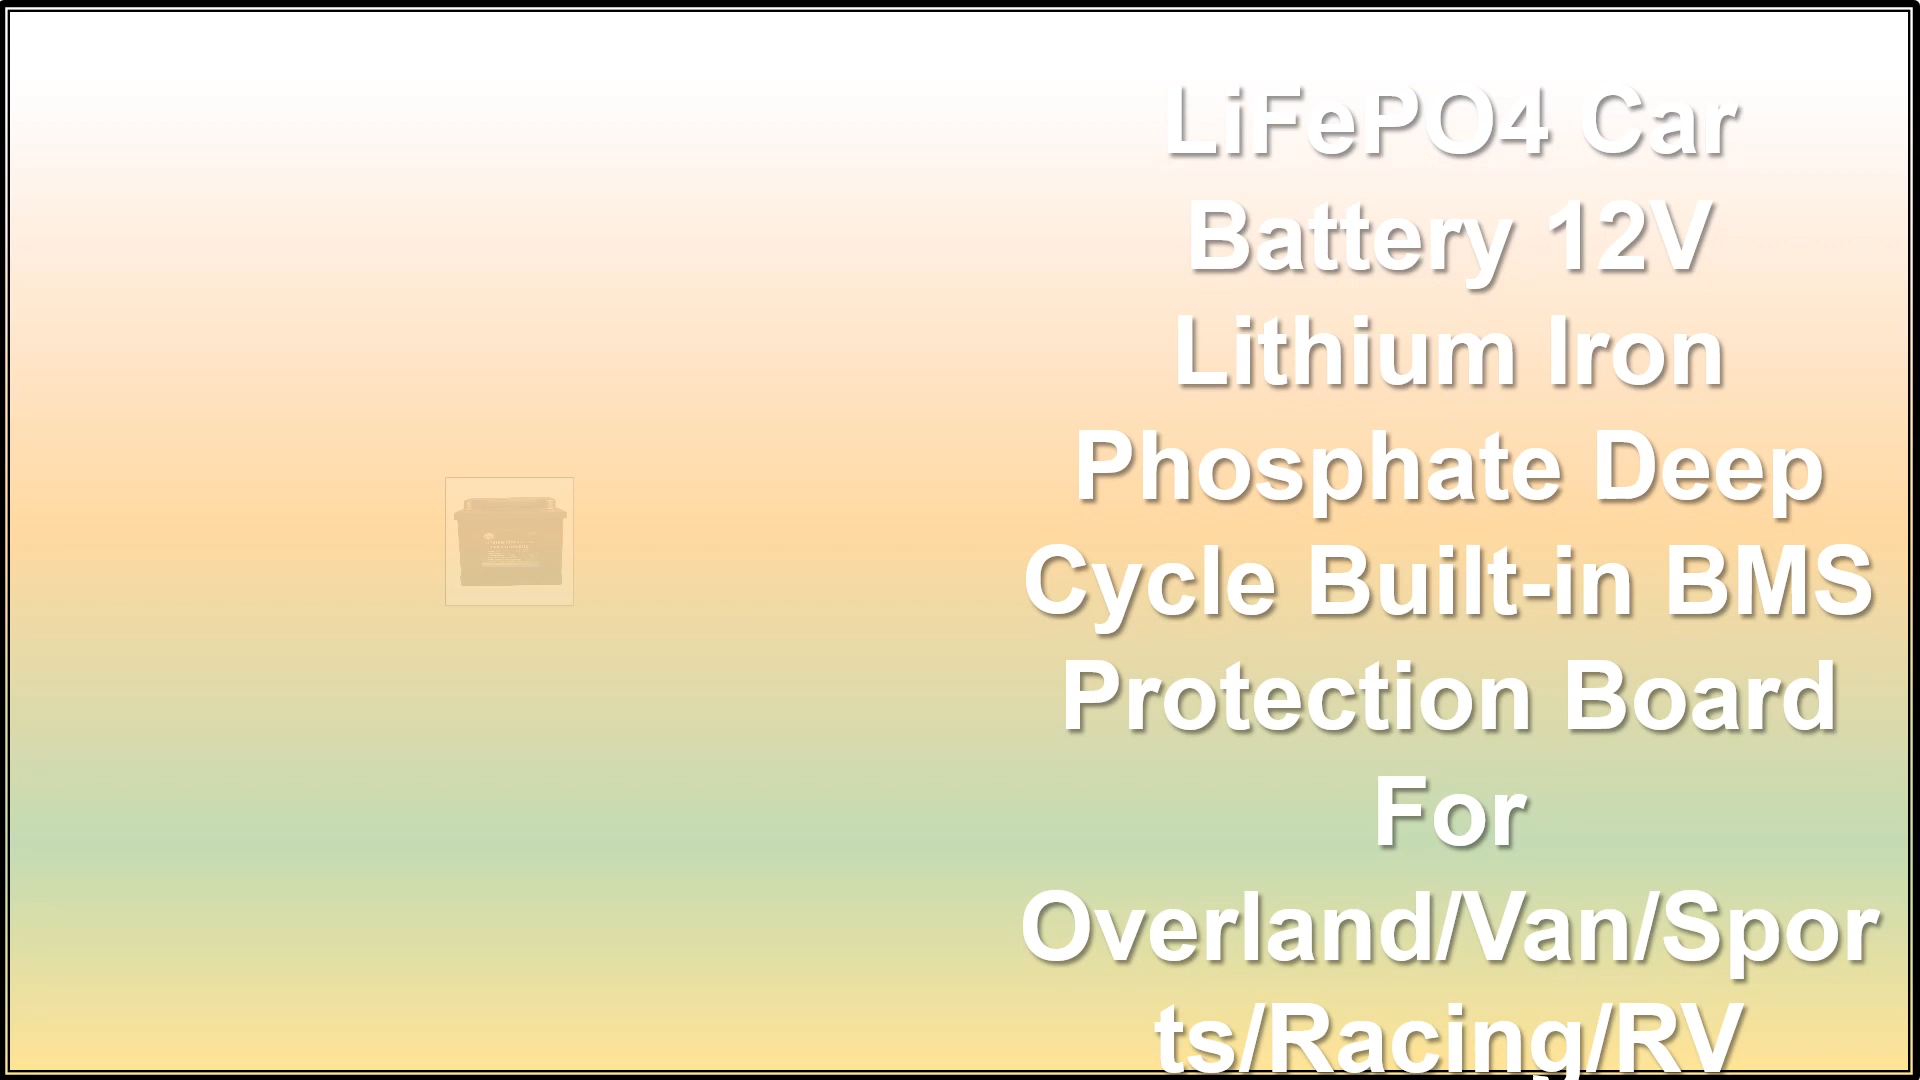 LiFePO4 Car
Battery 12V
Lithium Iron
Phosphate Deep
Cycle Built-in BMS
Protection Board
For
Overland/Van/Spor
ts/Racing/RV